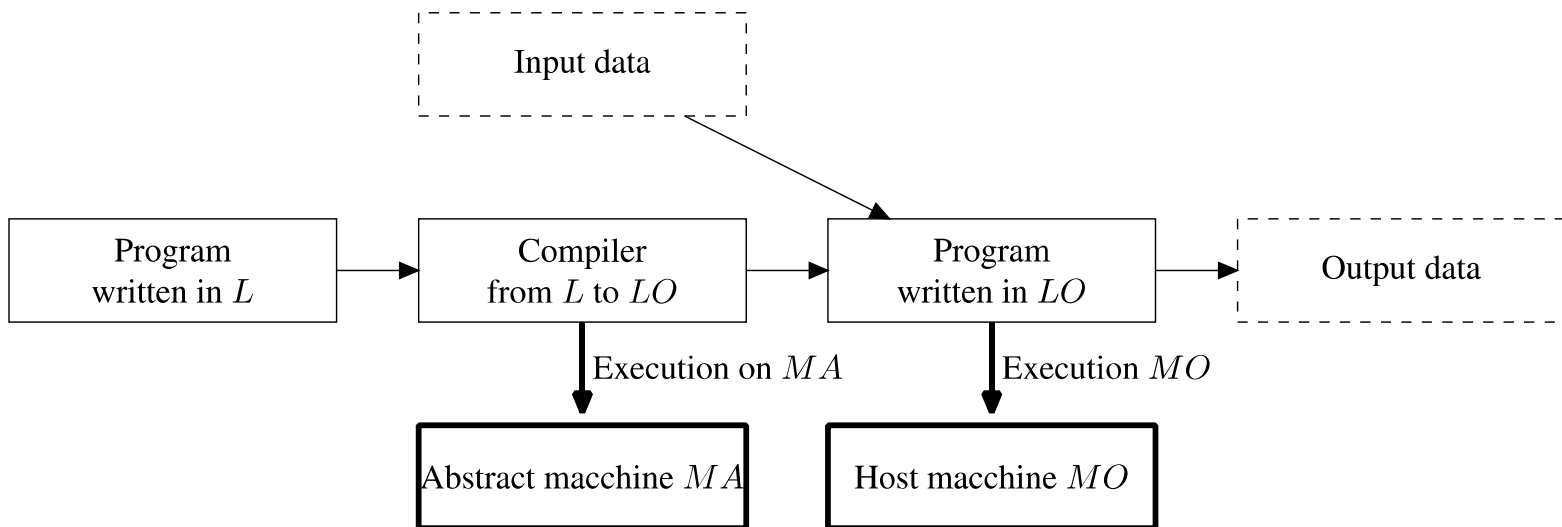 Input data
Program
written in L
Compiler
from L to LO
Program
written in LO
Output data
Execution on MA
Execution MO
Abstract macchine MA
Host macchine MO